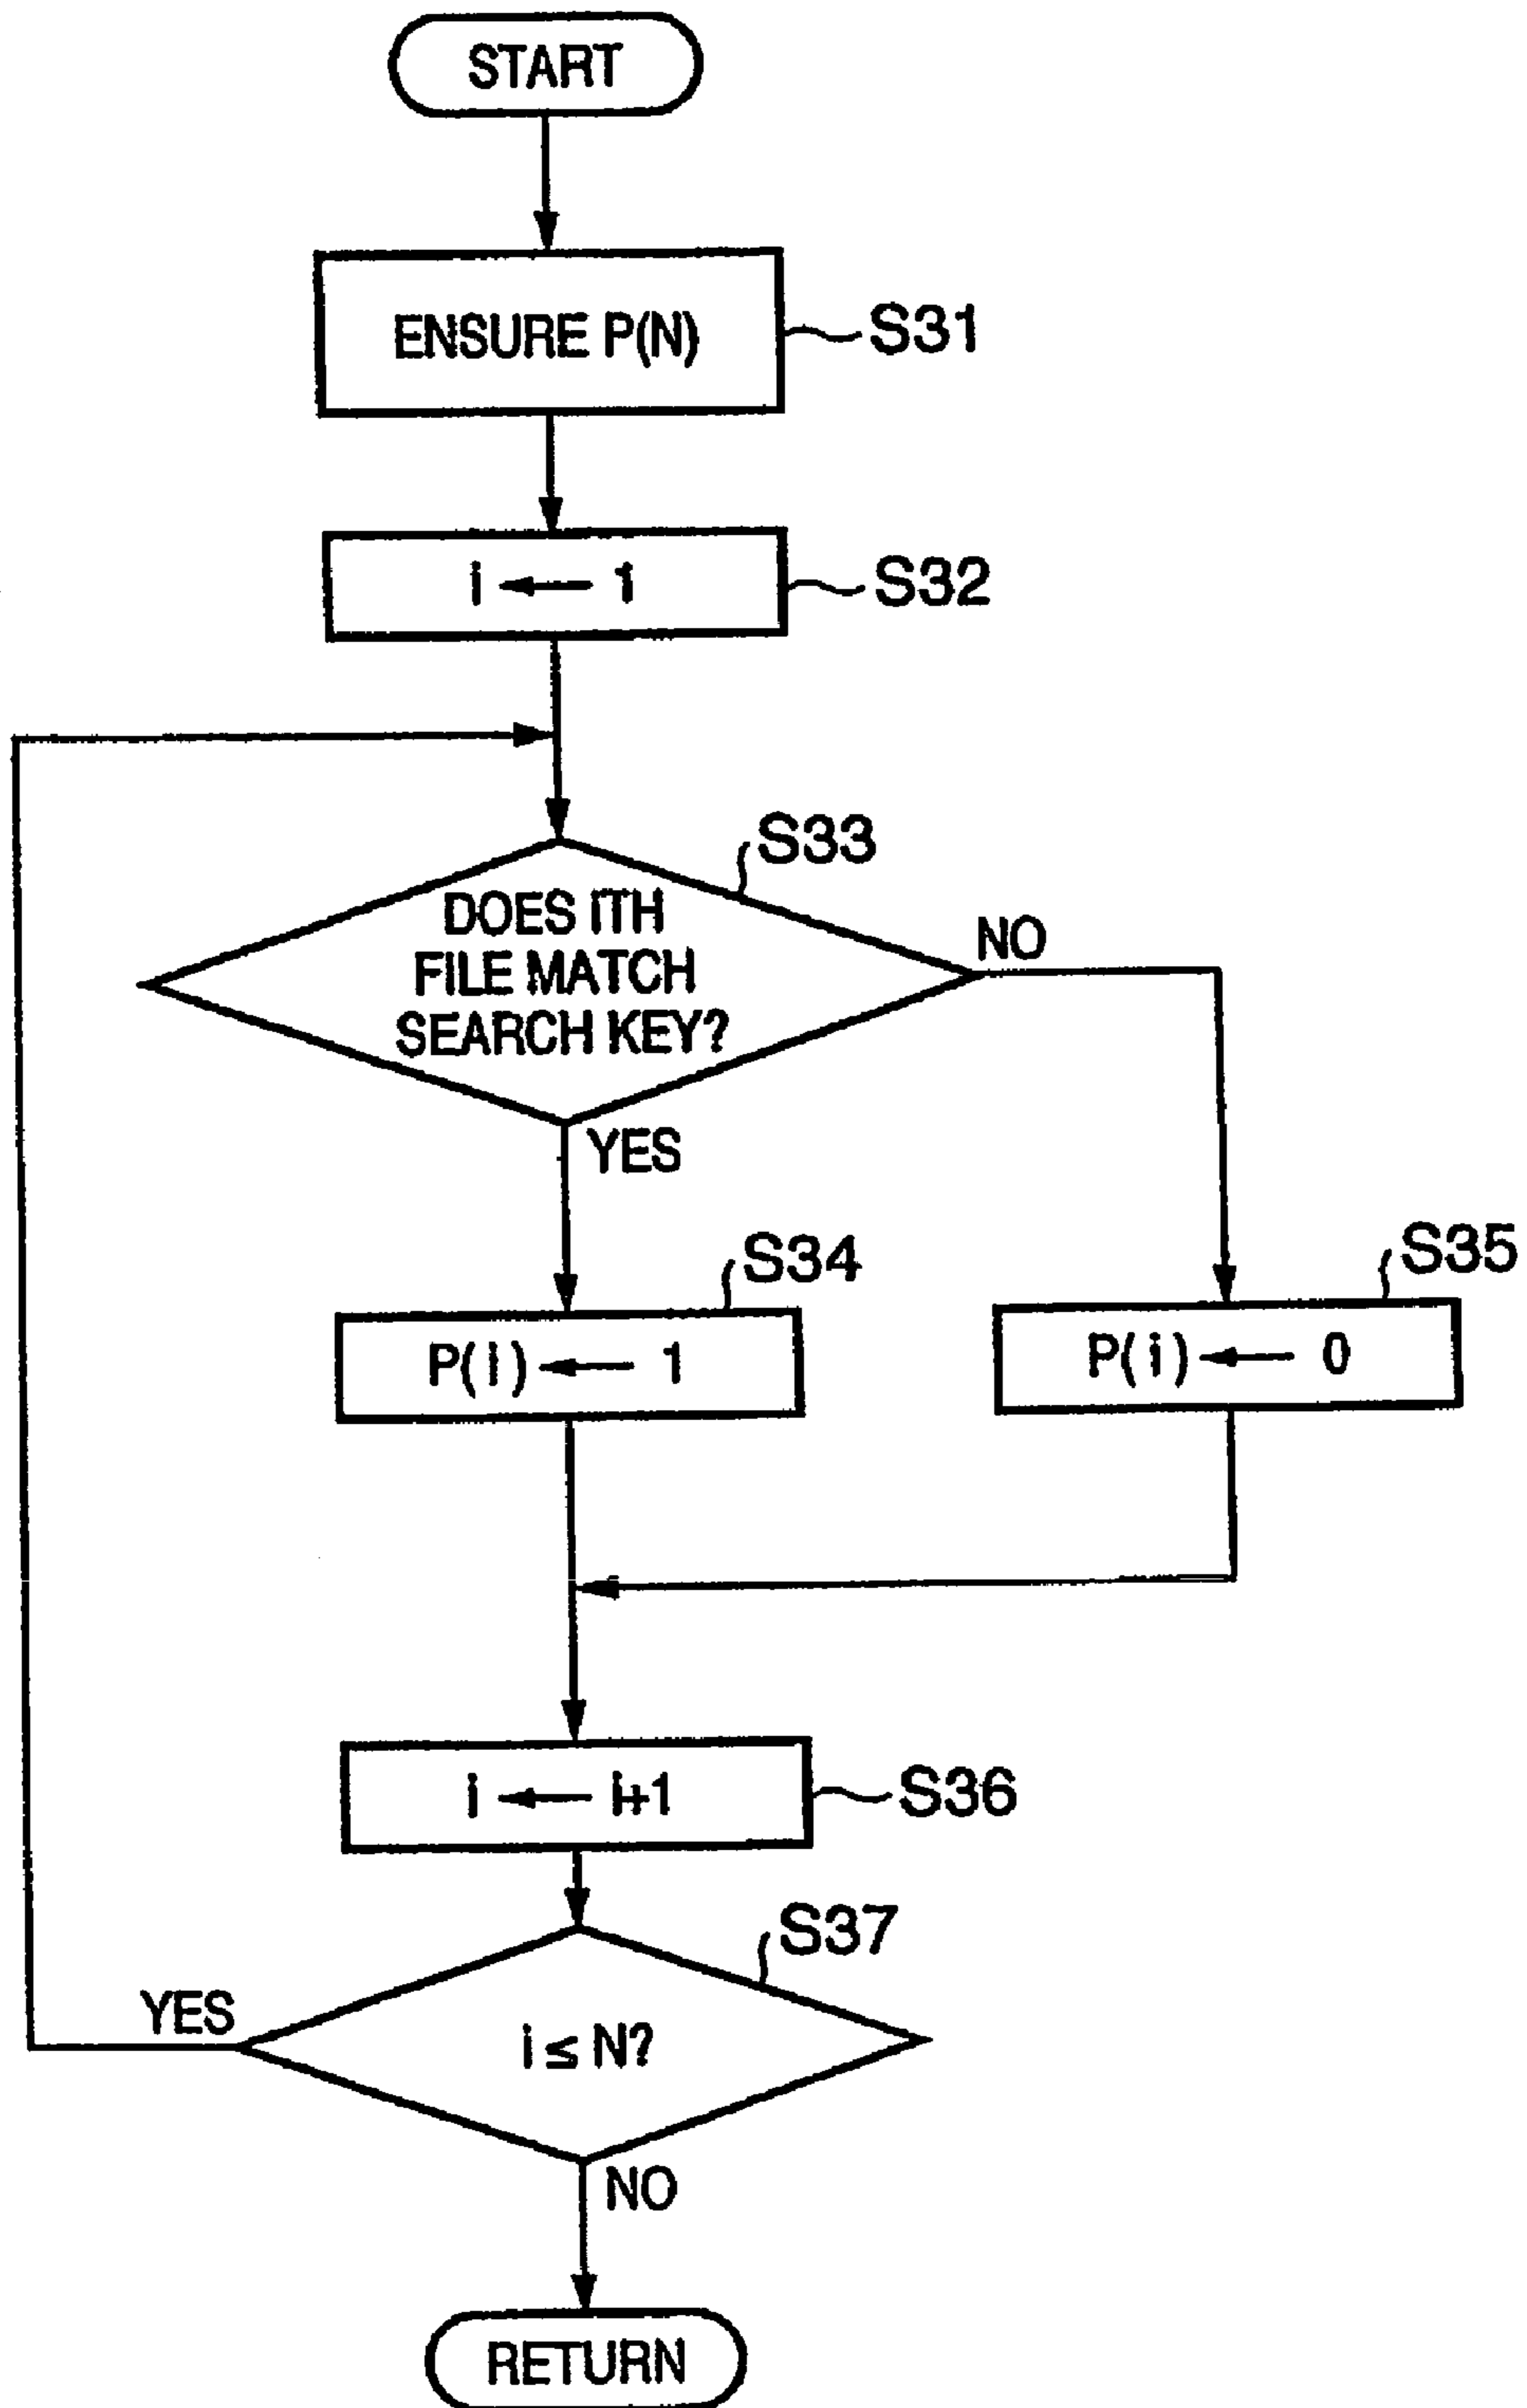 START
ENSURE P(N)
S31
i ← 1
S32
S33
DOES ITH
FILE MATCH
SEARCH KEY?
NO
YES
S34
P(i) ← 1
S35
P(i) ← 0
i ← i+1
S36
S37
YES
i ≤ N?
NO
RETURN